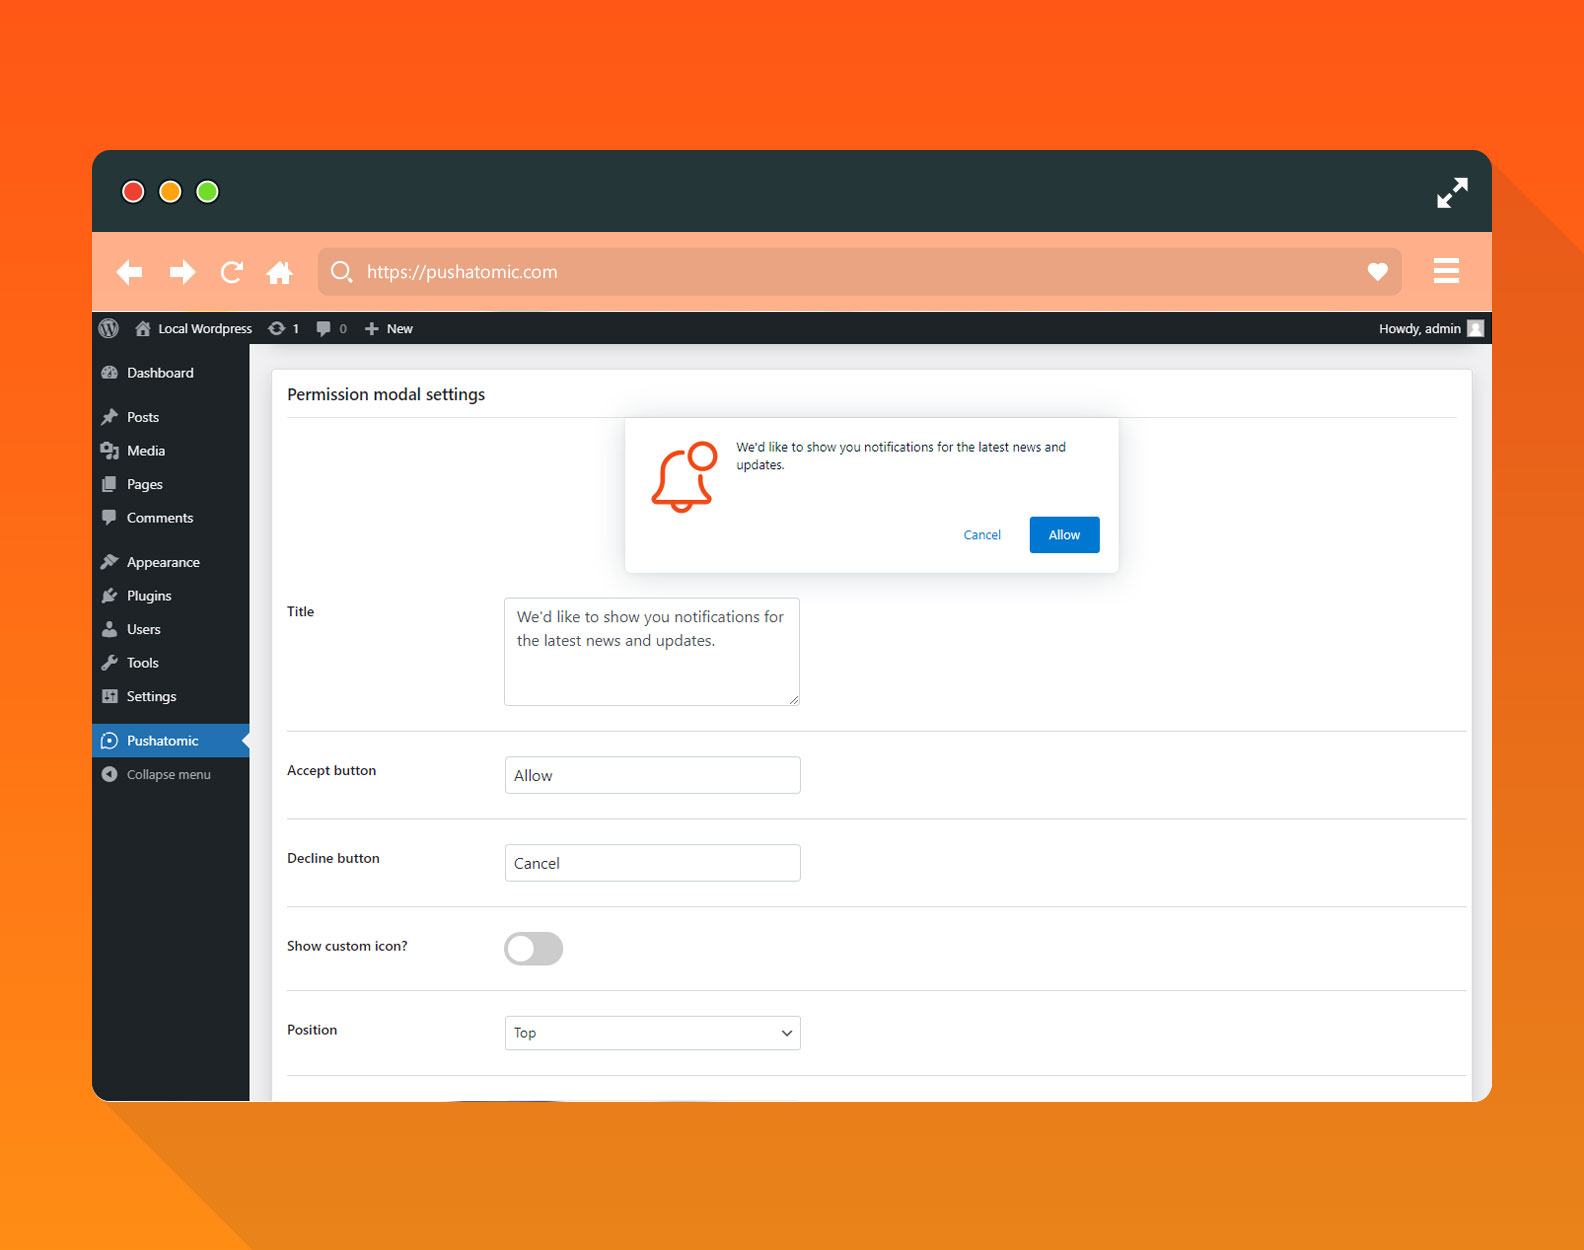 https://pushatomic.com
Local Wordpress 1 0 New
Howdy, admin
Dashboard
Posts
Media
Pages
Comments
Appearance
Plugins
Users
Tools
Settings
Pushatomic
Collapse menu
Permission modal settings
We'd like to show you notifications for the latest news and
updates.
Cancel Allow
Title
We'd like to show you notifications for
the latest news and updates.
Accept button
Allow
Decline button
Cancel
Show custom icon?
Position
Top